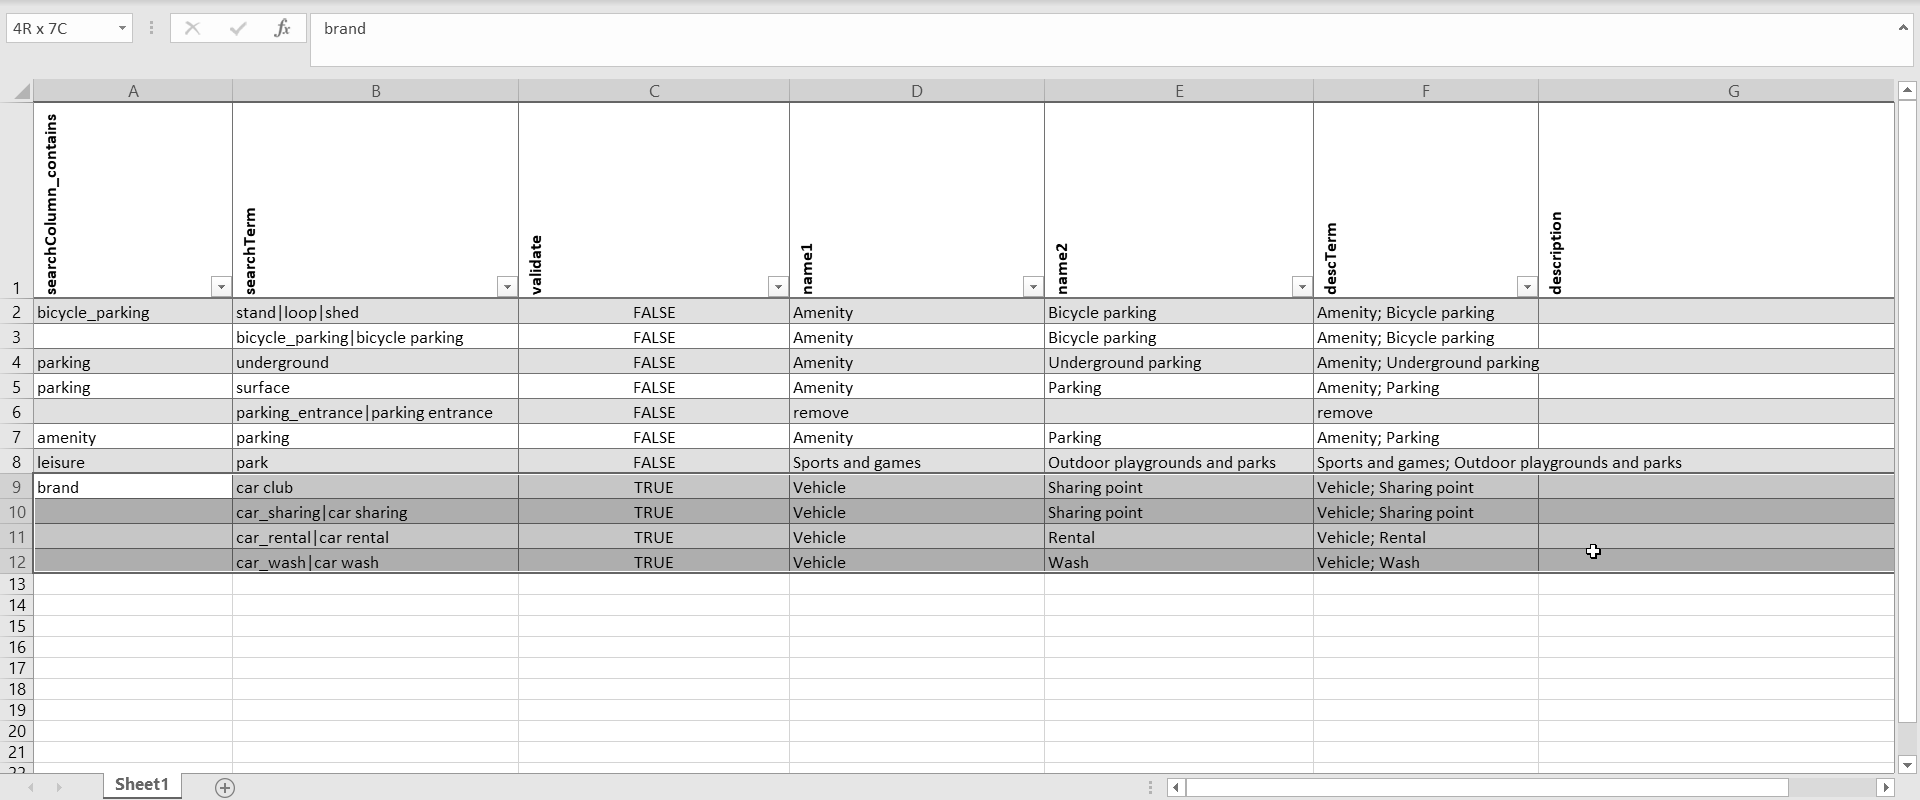 4R x 7C fx brand
A B C D E F G
1 searchColumn_contains searchTerm validate name1 name2 descTerm description
2 bicycle_parking stand|loop|shed FALSE Amenity Bicycle parking Amenity; Bicycle parking
3 bicycle_parking|bicycle parking FALSE Amenity Bicycle parking Amenity; Bicycle parking
4 parking underground FALSE Amenity Underground parking Amenity; Underground parking
5 parking surface FALSE Amenity Parking Amenity; Parking
6 parking_entrance|parking entrance FALSE remove remove
7 amenity parking FALSE Amenity Parking Amenity; Parking
8 leisure park FALSE Sports and games Outdoor playgrounds and parks Sports and games; Outdoor playgrounds and parks
9 brand car club TRUE Vehicle Sharing point Vehicle; Sharing point
10 car_sharing|car sharing TRUE Vehicle Sharing point Vehicle; Sharing point
11 car_rental|car rental TRUE Vehicle Rental Vehicle; Rental
12 car_wash|car wash TRUE Vehicle Wash Vehicle; Wash
13
14
15
16
17
18
19
20
21
22
Sheet1